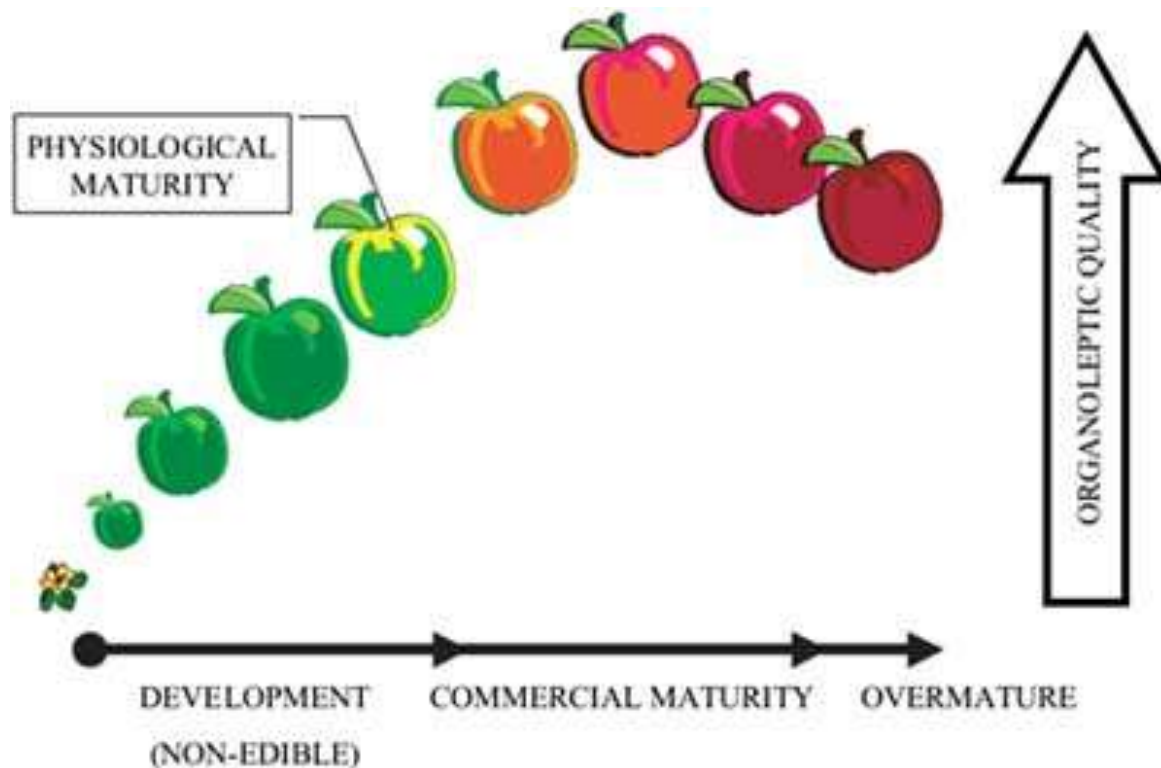 PHYSIOLOGICAL
MATURITY
ORGANOLEPTIC QUALITY
DEVELOPMENT
(NON-EDIBLE)
COMMERCIAL MATURITY
OVERMATURE